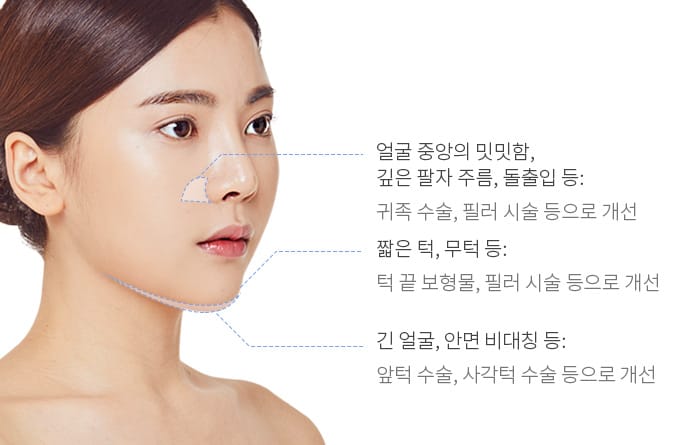 얼굴 중앙의 밋밋함,
깊은 팔자 주름, 돌출입 등:
귀족 수술, 필러 시술 등으로 개선
짧은 턱, 무턱 등:
턱 끝 보형물, 필러 시술 등으로 개선
긴 얼굴, 안면 비대칭 등:
앞턱 수술, 사각턱 수술 등으로 개선